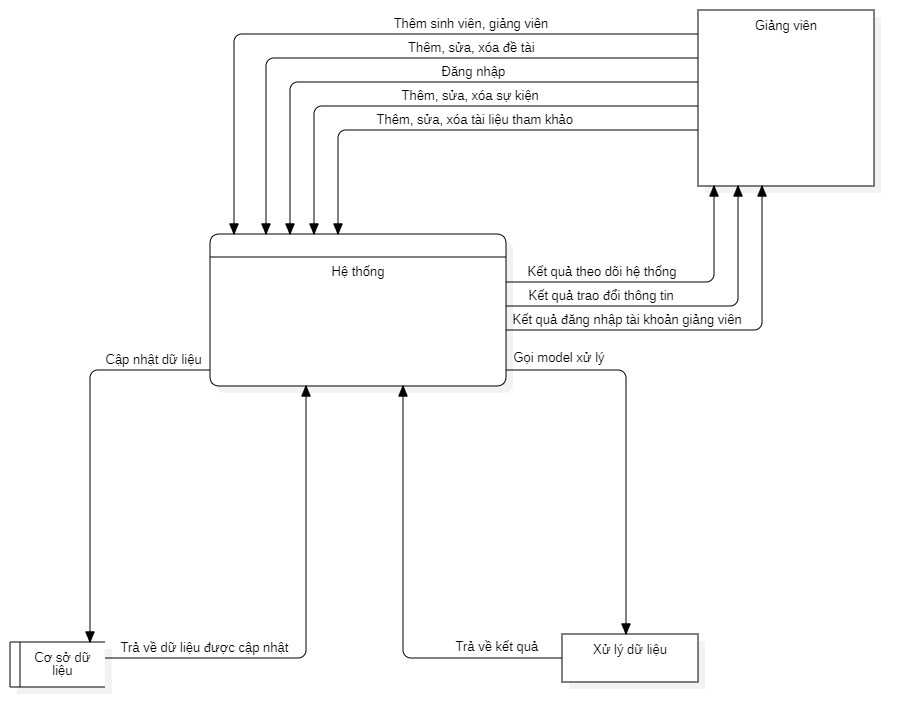 Thêm sinh viên, giảng viên
Giảng viên
Thêm, sửa, xóa đề tài
Đăng nhập
Thêm, sửa, xóa sự kiện
Thêm, sửa, xóa tài liệu tham khảo
Hệ thống
Kết quả theo dõi hệ thống
Kết quả trao đổi thông tin
Kết quả đăng nhập tài khoản giảng viên
Cập nhật dữ liệu
Gọi model xử lý
Trả về dữ liệu được cập nhật
Trả về kết quả
Cơ sở dữ
liệu
Xử lý dữ liệu